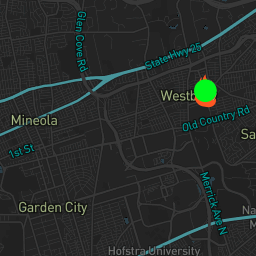 Glen Cove Rd
State Hwy 25
Westb
Old Country Rd
Mineola
1st St
Sa
Merrick Ave N
Garden City
Na
M
Hofstra University